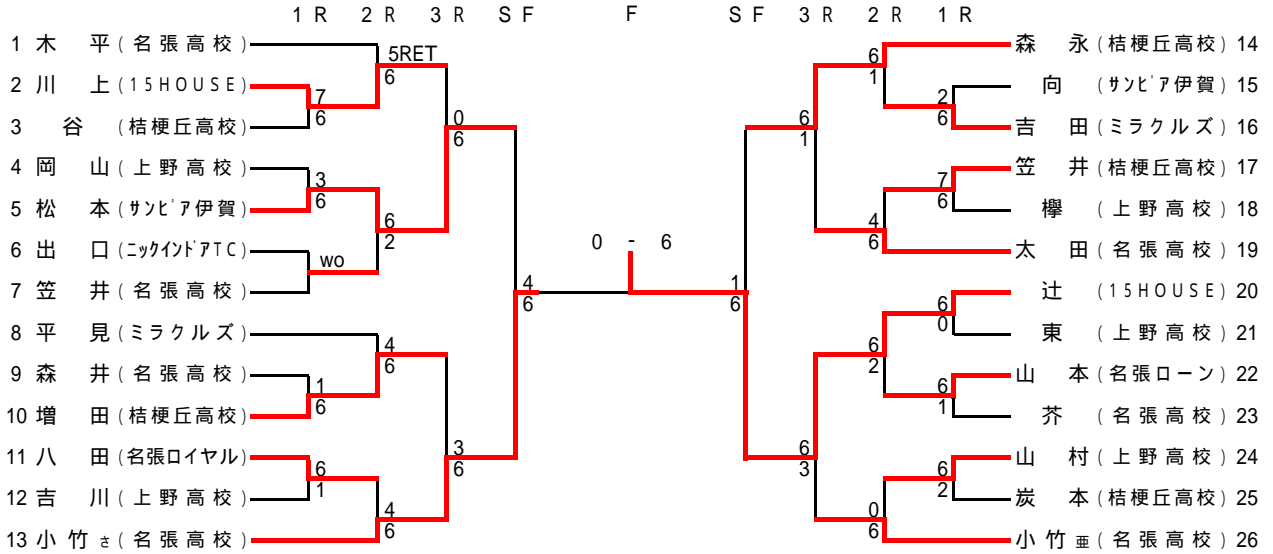 1 R 2 R 3 R S F F S F 3 R 2 R 1 R
1 木 平 (名張高校) 森 永 (桔梗丘高校) 14
5RET 6
6 1
2 川 上 (15HOUSE) 向 (サンピア伊賀) 15
7 2
6 0 6 6
3 谷 (桔梗丘高校) 吉 田 (ミラクルズ) 16
6 1
4 岡 山 (上野高校) 笠 井 (桔梗丘高校) 17
3 7
6 6
5 松 本 (サンピア伊賀) 欅 (上野高校) 18
6 4
2 6
6 出 口 (ニックインドアTC) 0 - 6 太 田 (名張高校) 19
wo
4 1
7 笠 井 (名張高校) 辻 (15HOUSE) 20
6 6 6
0
8 平 見 (ミラクルズ) 東 (上野高校) 21
4 6
6 2
9 森 井 (名張高校) 山 本 (名張ローン) 22
1 6
6 1
10 増 田 (桔梗丘高校) 芥 (名張高校) 23
3 6
11 八 田 (名張ロイヤル) 山 村 (上野高校) 24
6 6 3 6
1 2
12 吉 川 (上野高校) 炭 本 (桔梗丘高校) 25
4 0
6 6
13 小 竹 さ (名張高校) 小 竹 亜 (名張高校) 26